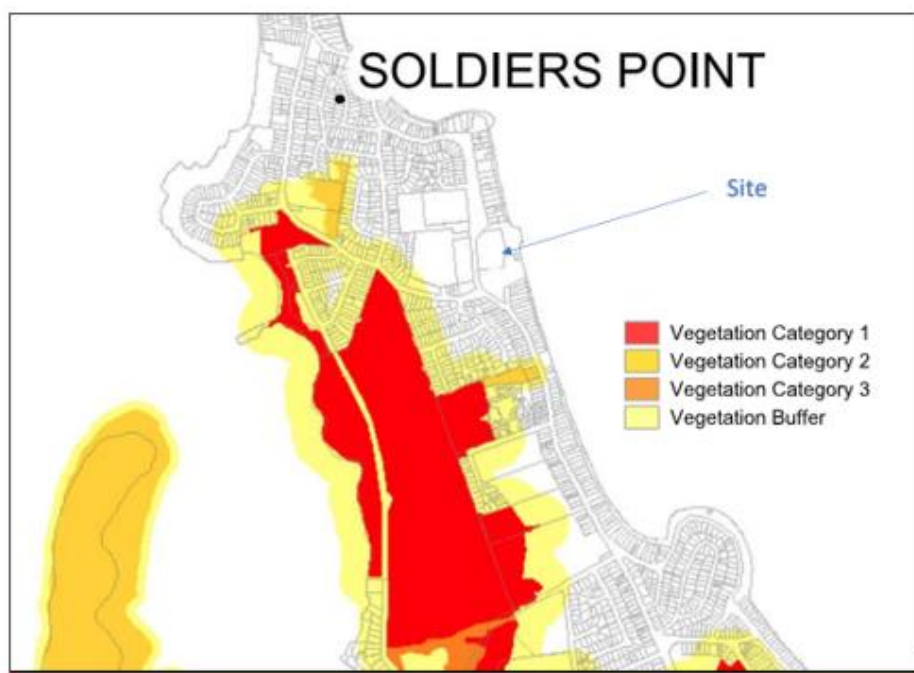 SOLDIERS POINT
Site
Vegetation Category 1
Vegetation Category 2
Vegetation Category 3
Vegetation Buffer